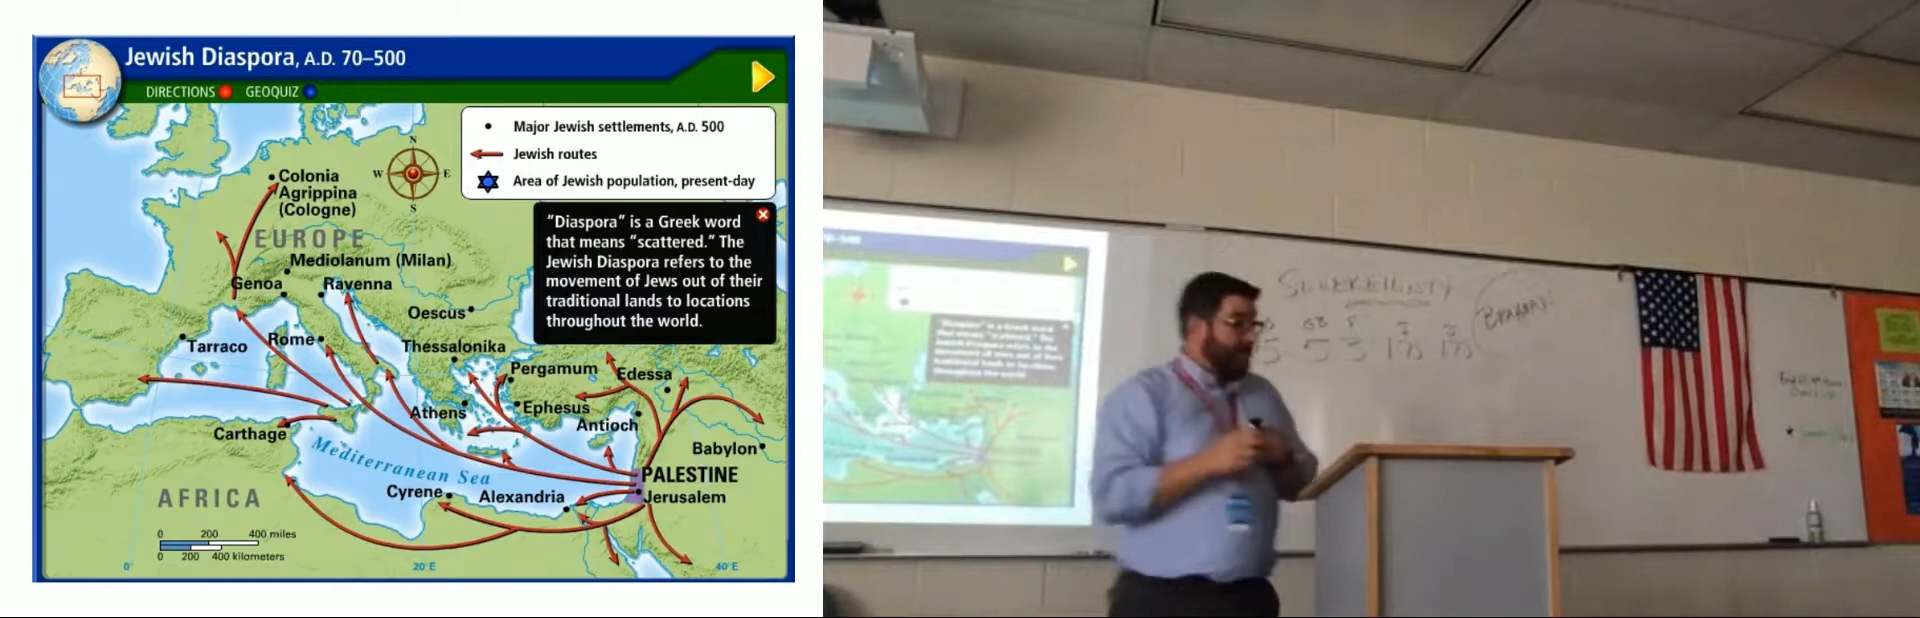 Jewish Diaspora, A.D. 70–500
DIRECTIONS GEOQUIZ
Major Jewish settlements, A.D. 500
Jewish routes
Area of Jewish population, present-day
N
W E
S
"Diaspora" is a Greek word
that means "scattered." The
Jewish Diaspora refers to the
movement of Jews out of their
traditional lands to locations
throughout the world.
Colonia
Agrippina
(Cologne)
EUROPE
Mediolanum (Milan)
Genoa
Ravenna
Oescus
Tarraco
Rome
Thessalonika
Pergamum
Edessa
Athens
Ephesus
Antioch
Carthage
Babylon
Mediterranean Sea
PALESTINE
AFRICA
Cyrene
Alexandria
Jerusalem
0 200 400 miles
0 200 400 kilometers
0° 20°E 40°E